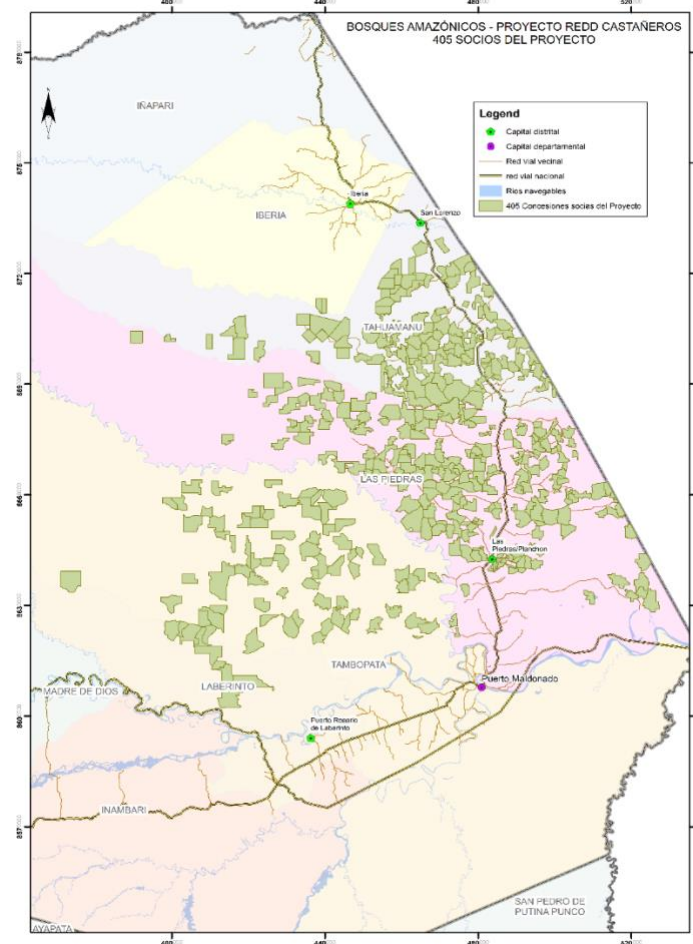 BOSQUES AMAZÓNICOS - PROYECTO REDD CASTAÑEROS
405 SOCIOS DEL PROYECTO
Legend
Capital distrital
Capital departamental
Red Vial vecinal
red vial nacional
Rios navegables
405 Concesiones socias del Proyecto
N
IÑAPARI
Iberia
IBERIA
San Lorenzo
TAHUAMANU
LAS PIEDRAS
Las
Piedras/Planchon
TAMBOPATA
LABERINTO
MADRE DE DIOS
Puerto Maldonado
Puerto Rosario
de Laberinto
INAMBARI
SAN PEDRO DE
PUTINA PUNCO
AYAPATA